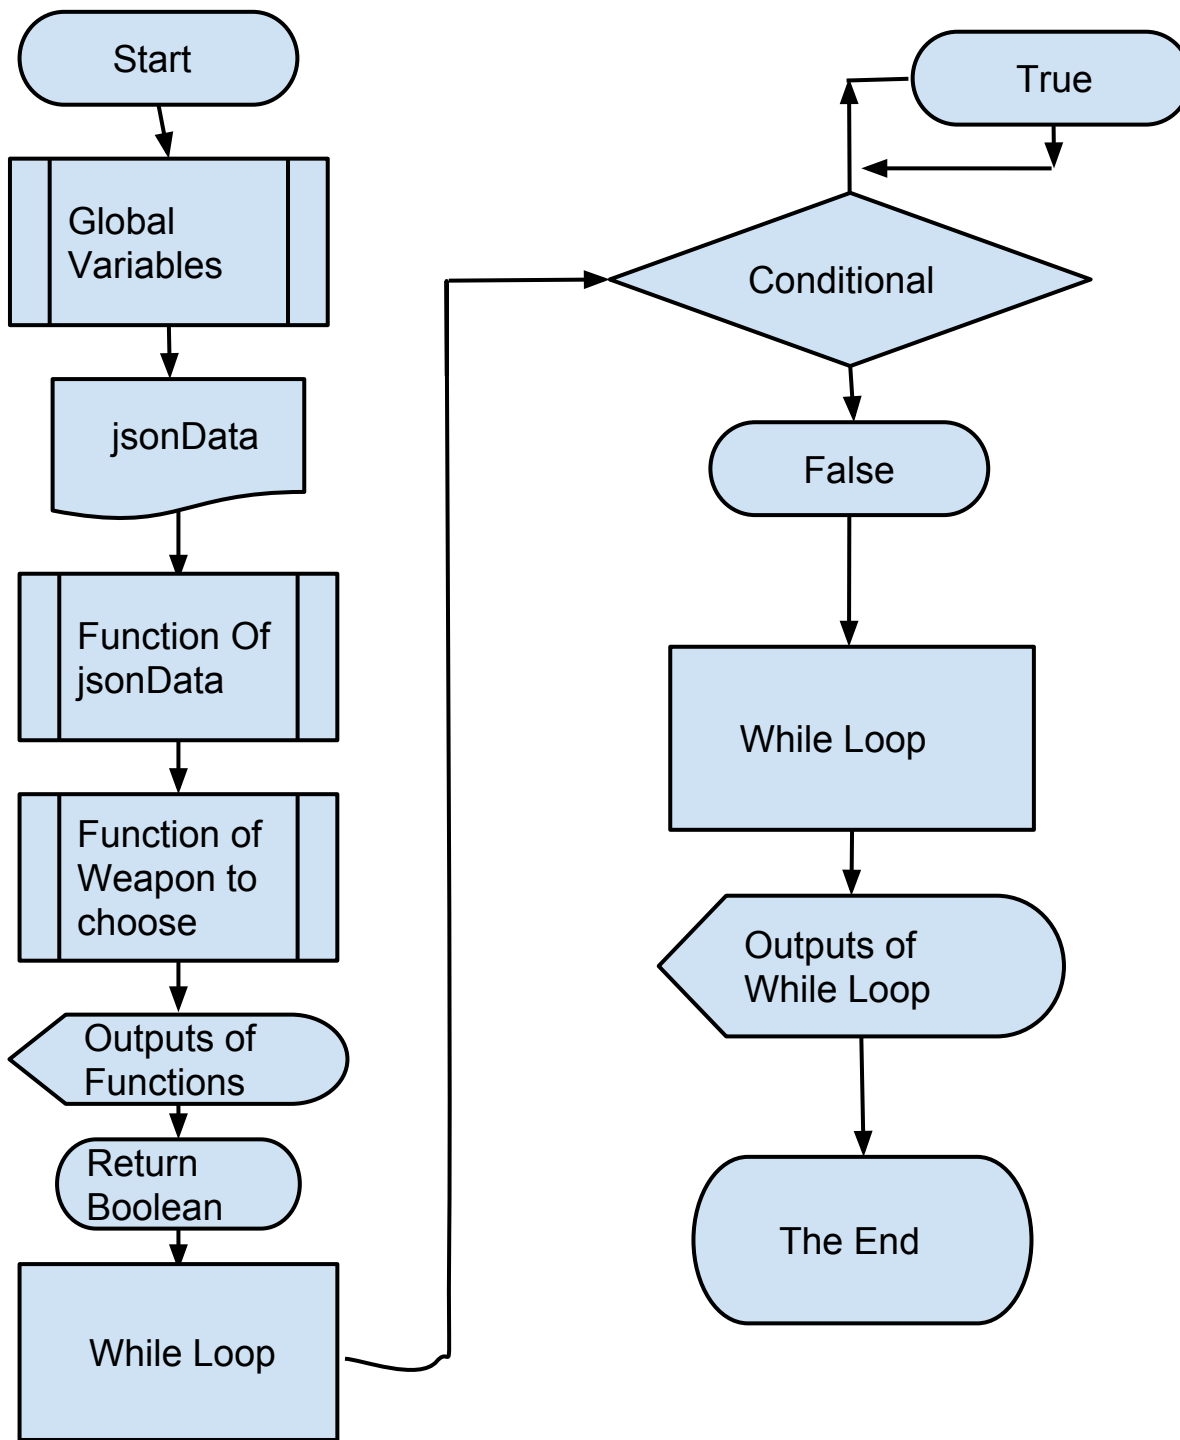 Start
Global
Variables
jsonData
Function Of
jsonData
Function of
Weapon to
choose
Outputs of
Functions
Return
Boolean
While Loop
True
Conditional
False
While Loop
Outputs of
While Loop
The End